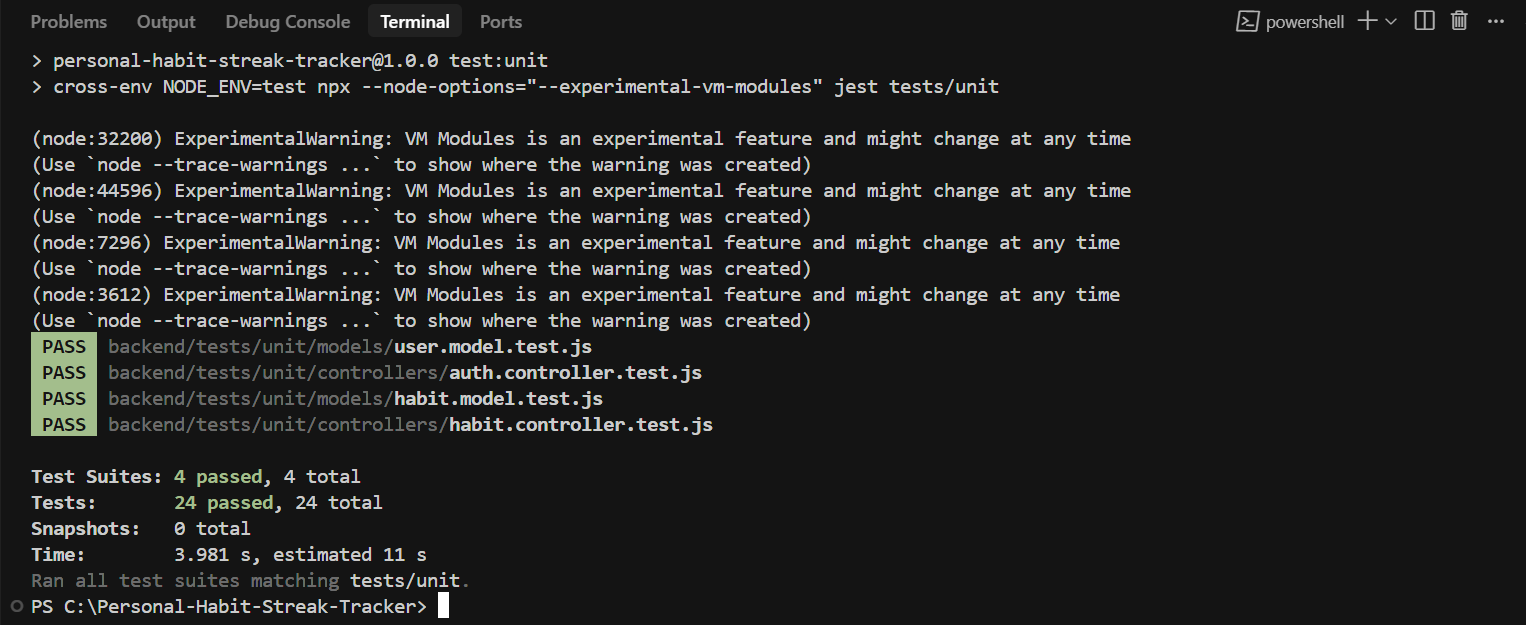 Problems Output Debug Console Terminal Ports powershell
> personal-habit-streak-tracker@1.0.0 test:unit
> cross-env NODE_ENV=test npx --node-options="--experimental-vm-modules" jest tests/unit
(node:32200) ExperimentalWarning: VM Modules is an experimental feature and might change at any time
(Use `node --trace-warnings ...` to show where the warning was created)
(node:44596) ExperimentalWarning: VM Modules is an experimental feature and might change at any time
(Use `node --trace-warnings ...` to show where the warning was created)
(node:7296) ExperimentalWarning: VM Modules is an experimental feature and might change at any time
(Use `node --trace-warnings ...` to show where the warning was created)
(node:3612) ExperimentalWarning: VM Modules is an experimental feature and might change at any time
(Use `node --trace-warnings ...` to show where the warning was created)
PASS backend/tests/unit/models/user.model.test.js
PASS backend/tests/unit/controllers/auth.controller.test.js
PASS backend/tests/unit/models/habit.model.test.js
PASS backend/tests/unit/controllers/habit.controller.test.js
Test Suites: 4 passed, 4 total
Tests: 24 passed, 24 total
Snapshots: 0 total
Time: 3.981 s, estimated 11 s
Ran all test suites matching tests/unit.
PS C:\Personal-Habit-Streak-Tracker>